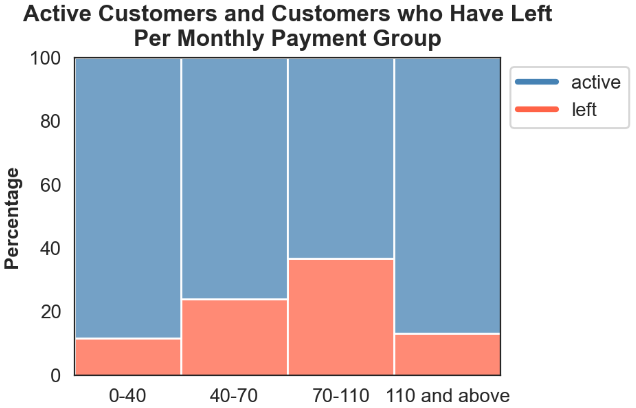 Active Customers and Customers who Have Left
Per Monthly Payment Group
100
80
60
40
20
0
Percentage
0-40
40-70
70-110
110 and above
active
left